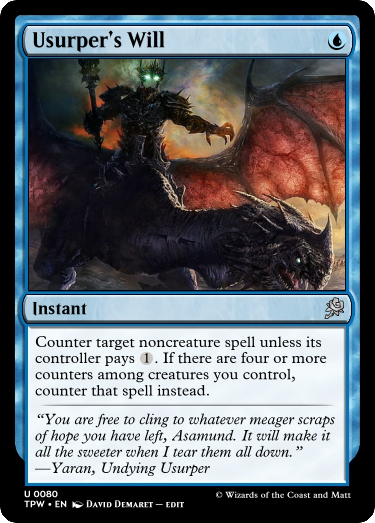 Usurper's Will
Instant
Counter target noncreature spell unless its
controller pays 1. If there are four or more
counters among creatures you control,
counter that spell instead.
“You are free to cling to whatever meager scraps
of hope you have left, Asamund. It will make it
all the sweeter when I tear them all down.”
—Yaran, Undying Usurper
U 0080
TPW • EN DAVID DEMARET — EDIT
© Wizards of the Coast and Matt